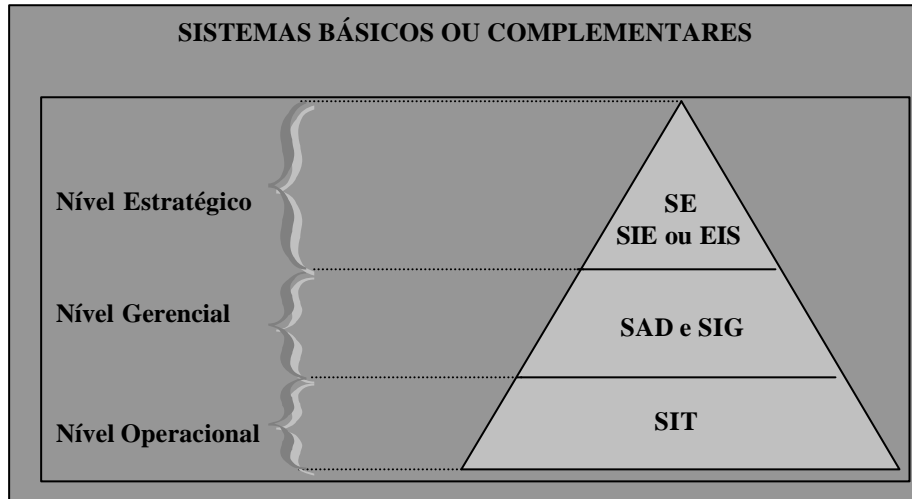 SISTEMAS BÁSICOS OU COMPLEMENTARES
Nível Estratégico
SE
SIE ou EIS
Nível Gerencial
SAD e SIG
Nível Operacional
SIT